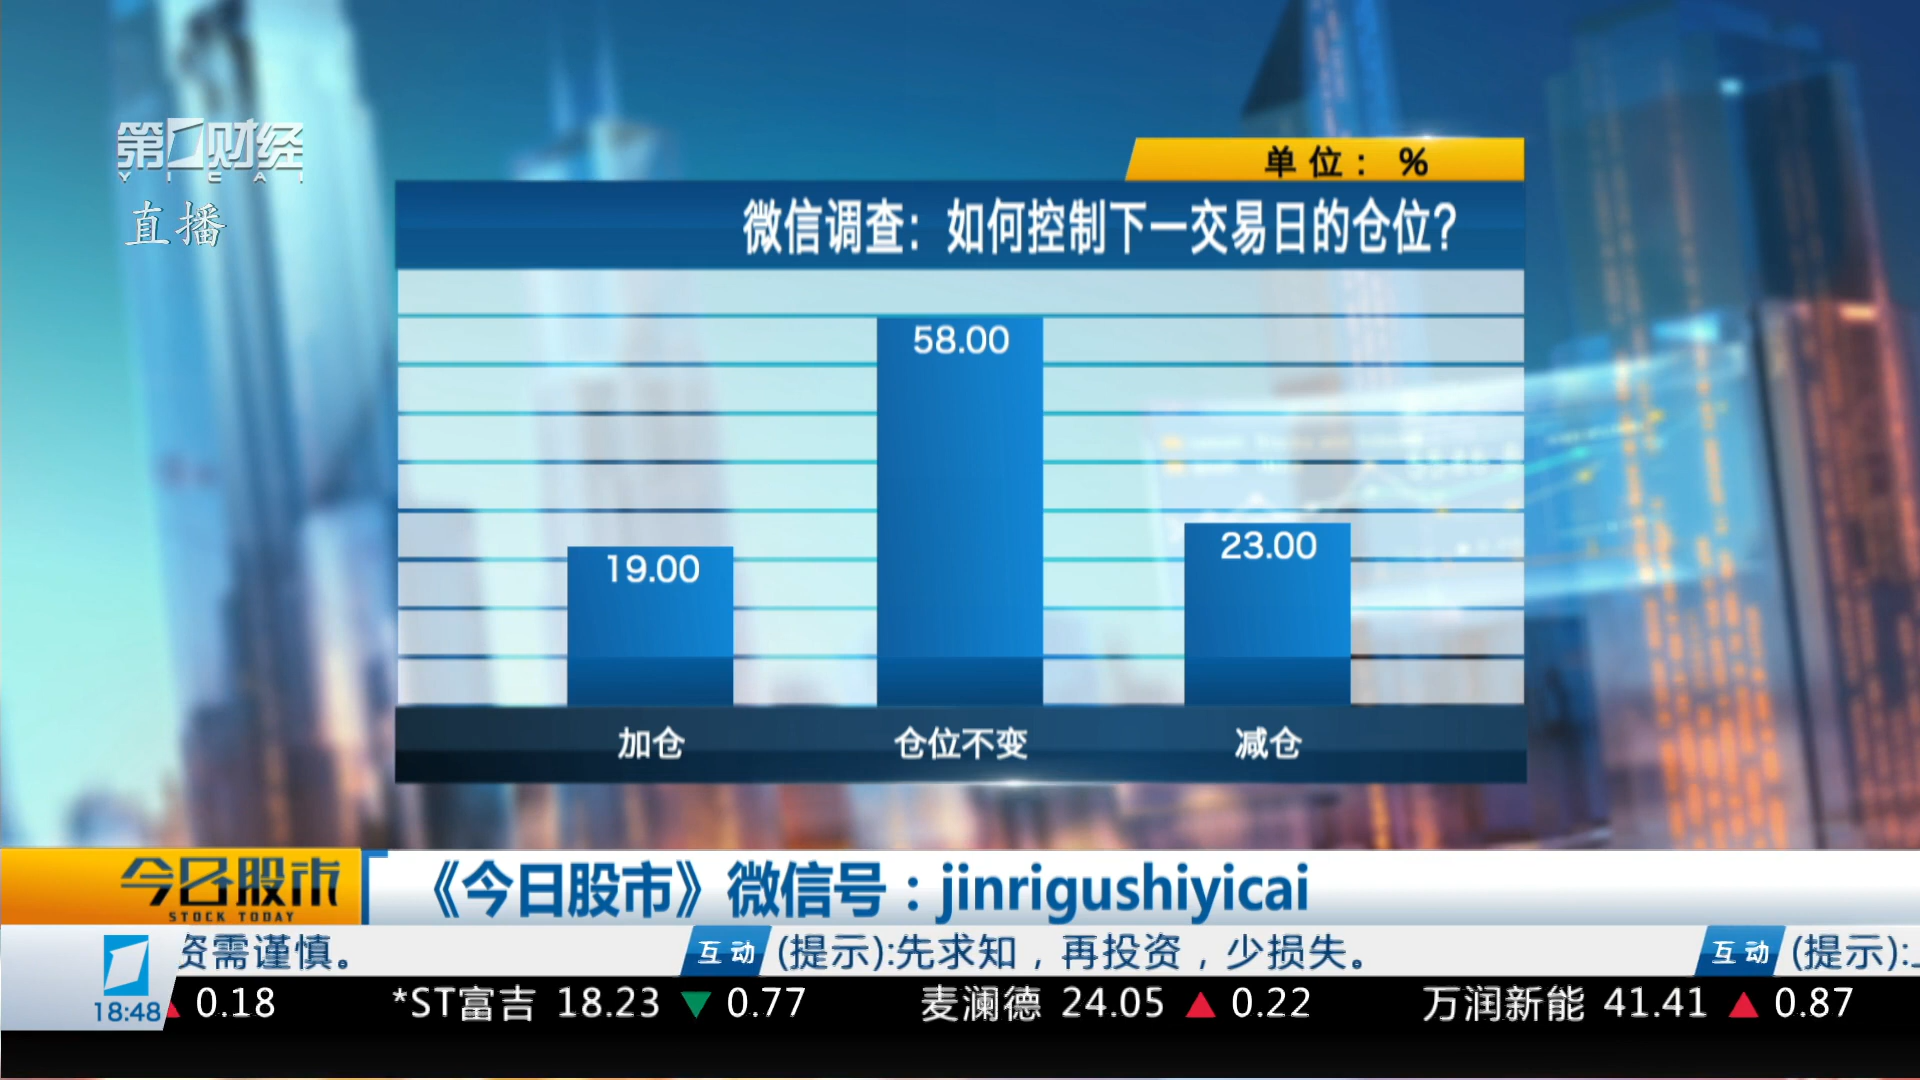 第一财经
YICAI
直播
单位：%
微信调查：如何控制下一交易日的仓位？
58.00
19.00
23.00
加仓 仓位不变 减仓
今日股市
STOCK TODAY
《今日股市》微信号：jinrigushiyicai
资需谨慎。 互动 (提示):先求知，再投资，少损失。 互动 (提示):
18:48
0.18 *ST富吉 18.23 ▼ 0.77 麦澜德 24.05 ▲ 0.22 万润新能 41.41 ▲ 0.87